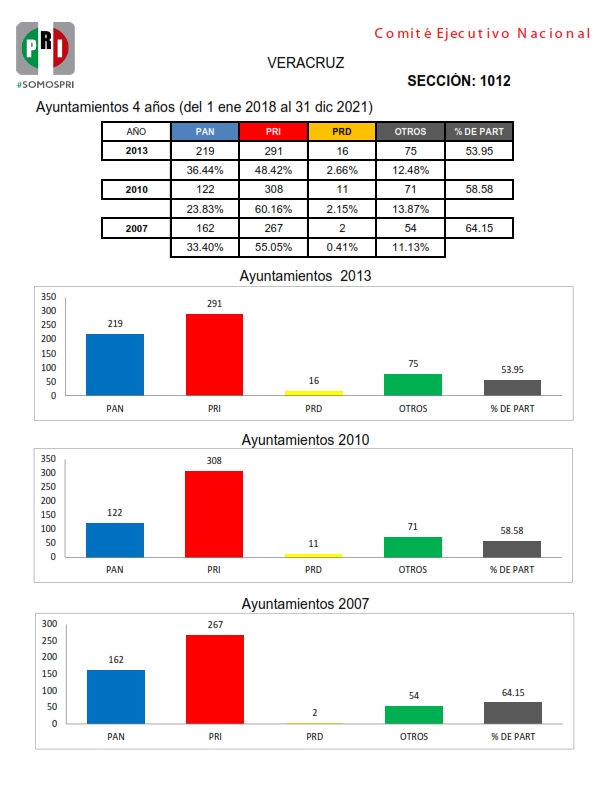 Comité Ejecutivo Nacional
PRI
#SOMOSPRI
VERACRUZ
SECCIÓN: 1012
Ayuntamientos 4 años (del 1 ene 2018 al 31 dic 2021)
AÑO PAN PRI PRD OTROS % DE PART
2013 219 291 16 75 53.95
36.44% 48.42% 2.66% 12.48%
2010 122 308 11 71 58.58
23.83% 60.16% 2.15% 13.87%
2007 162 267 2 54 64.15
33.40% 55.05% 0.41% 11.13%
Ayuntamientos 2013
350
300
250
200
150
100
50
0
219 291 16 75 53.95
PAN PRI PRD OTROS % DE PART
Ayuntamientos 2010
350
300
250
200
150
100
50
0
122 308 11 71 58.58
PAN PRI PRD OTROS % DE PART
Ayuntamientos 2007
300
250
200
150
100
50
0
162 267 2 54 64.15
PAN PRI PRD OTROS % DE PART